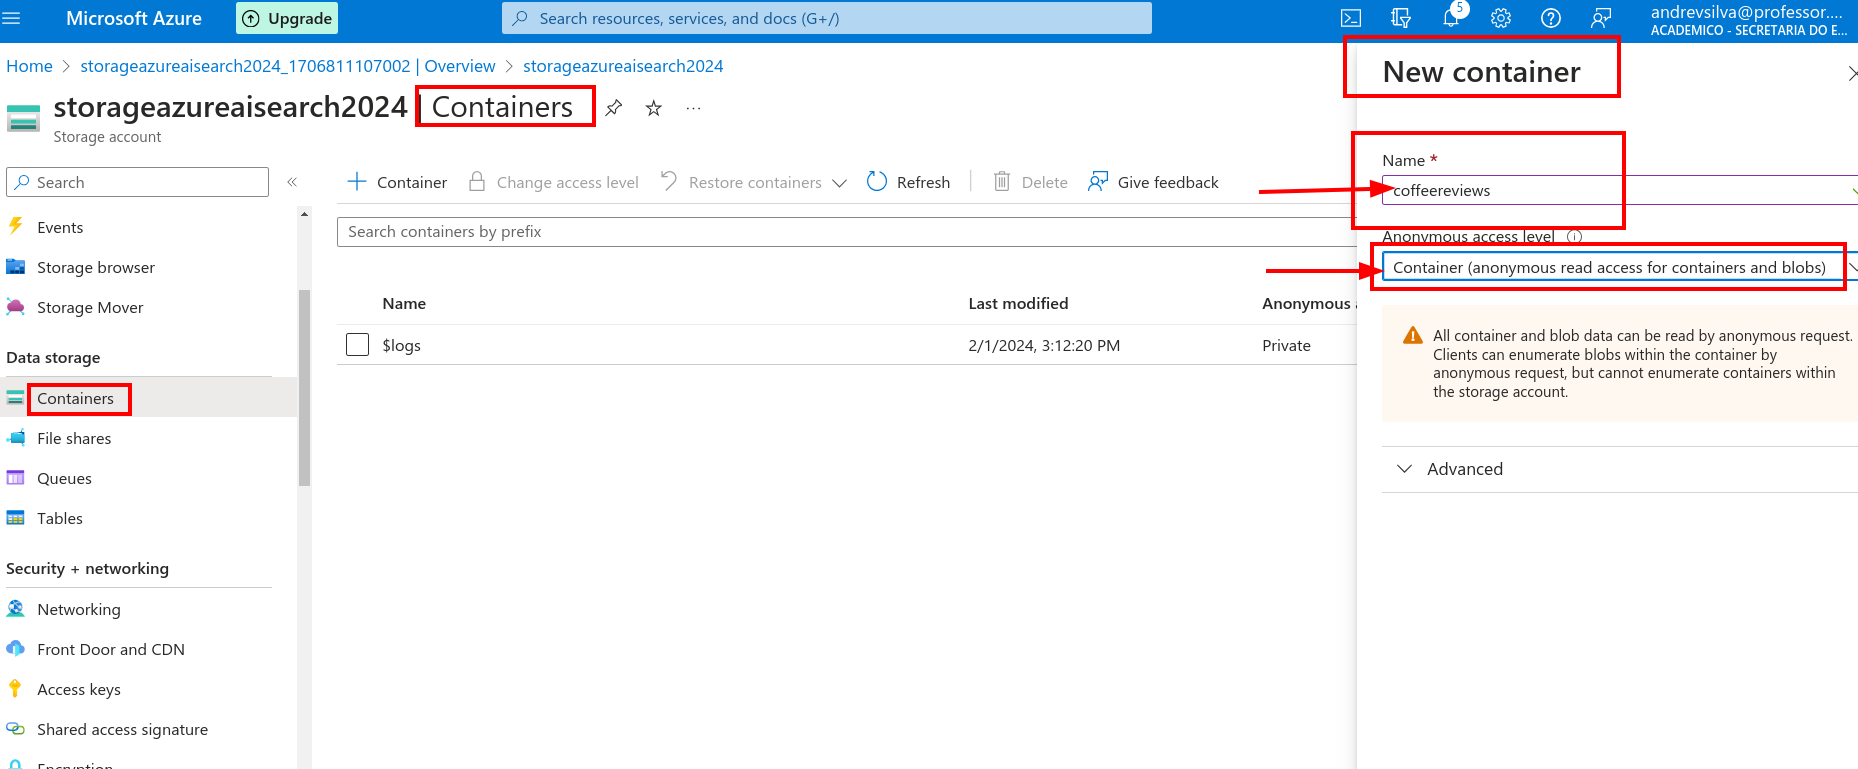 Microsoft Azure
Upgrade
Search resources, services, and docs (G+/)
5
andrevsilva@professor....
ACADEMICO - SECRETARIA DO E...
Home > storageazureaisearch2024_1706811107002 | Overview > storageazureaisearch2024
storageazureaisearch2024 | Containers
Storage account
New container
Search
Container
Change access level
Restore containers
Refresh
Delete
Give feedback
Search containers by prefix
Name
Last modified
Anonymous
$logs
2/1/2024, 3:12:20 PM
Private
Events
Storage browser
Storage Mover
Data storage
Containers
File shares
Queues
Tables
Security + networking
Networking
Front Door and CDN
Access keys
Shared access signature
Encryption
Name *
coffeereviews
Anonymous access level
Container (anonymous read access for containers and blobs)
All container and blob data can be read by anonymous request.
Clients can enumerate blobs within the container by
anonymous request, but cannot enumerate containers within
the storage account.
Advanced